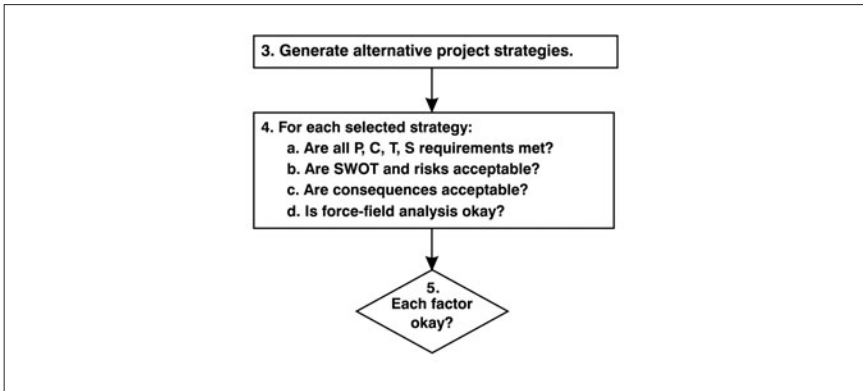 3. Generate alternative project strategies.
4. For each selected strategy:
a. Are all P, C, T, S requirements met?
b. Are SWOT and risks acceptable?
c. Are consequences acceptable?
d. Is force-field analysis okay?
5.
Each factor
okay?